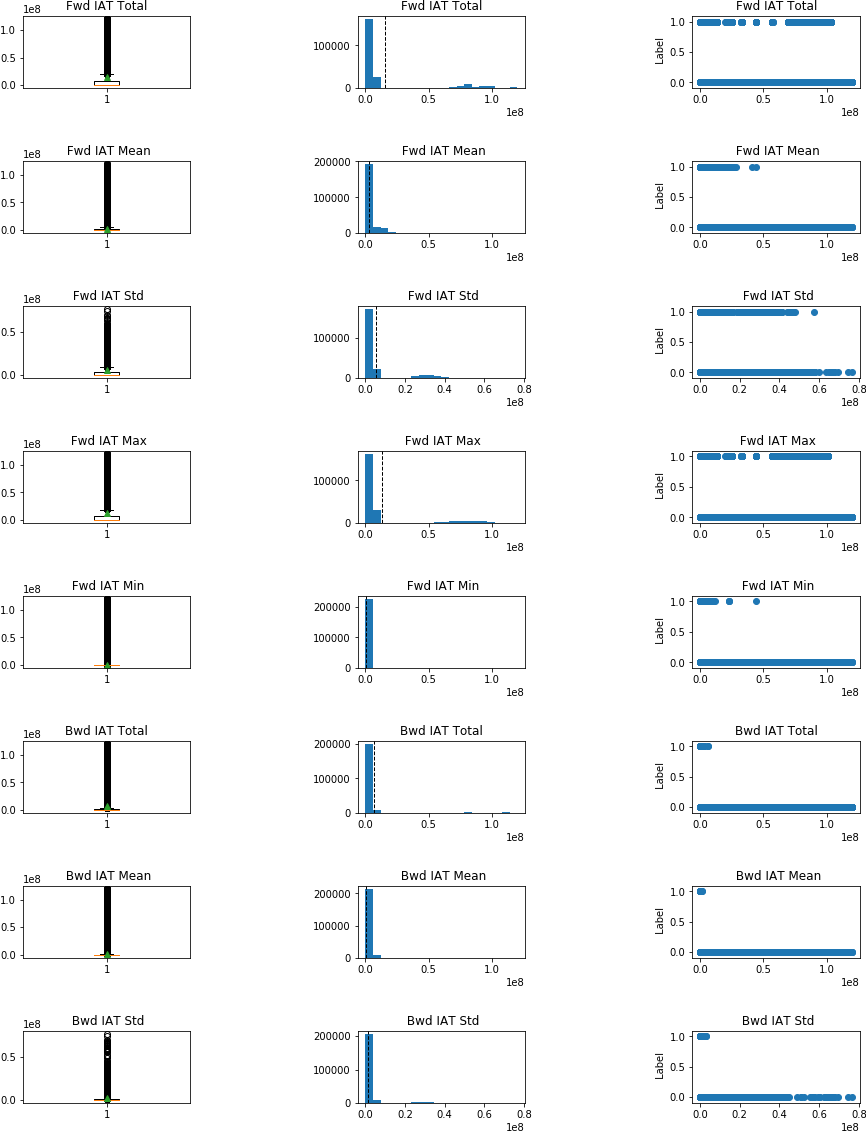 Fwd IAT Total Fwd IAT Total Fwd IAT Total
1e8
1.0 0.5 0.0 1
100000 0 0.0 0.5 1.0 1e8
Label 1.0 0.5 0.0 0.0 0.5 1.0 1e8
Fwd IAT Mean Fwd IAT Mean Fwd IAT Mean
1e8
1.0 0.5 0.0 1
200000 100000 0 0.0 0.5 1.0 1e8
Label 1.0 0.5 0.0 0.0 0.5 1.0 1e8
Fwd IAT Std Fwd IAT Std Fwd IAT Std
1e8
0.5 0.0 1
100000 0 0.0 0.2 0.4 0.6 0.8 1e8
Label 1.0 0.5 0.0 0.0 0.2 0.4 0.6 0.8 1e8
Fwd IAT Max Fwd IAT Max Fwd IAT Max
1e8
1.0 0.5 0.0 1
100000 0 0.0 0.5 1.0 1e8
Label 1.0 0.5 0.0 0.0 0.5 1.0 1e8
Fwd IAT Min Fwd IAT Min Fwd IAT Min
1e8
1.0 0.5 0.0 1
200000 100000 0 0.0 0.5 1.0 1e8
Label 1.0 0.5 0.0 0.0 0.5 1.0 1e8
Bwd IAT Total Bwd IAT Total Bwd IAT Total
1e8
1.0 0.5 0.0 1
200000 100000 0 0.0 0.5 1.0 1e8
Label 1.0 0.5 0.0 0.0 0.5 1.0 1e8
Bwd IAT Mean Bwd IAT Mean Bwd IAT Mean
1e8
1.0 0.5 0.0 1
200000 100000 0 0.0 0.5 1.0 1e8
Label 1.0 0.5 0.0 0.0 0.5 1.0 1e8
Bwd IAT Std Bwd IAT Std Bwd IAT Std
1e8
0.5 0.0 1
200000 100000 0 0.0 0.2 0.4 0.6 0.8 1e8
Label 1.0 0.5 0.0 0.0 0.2 0.4 0.6 0.8 1e8